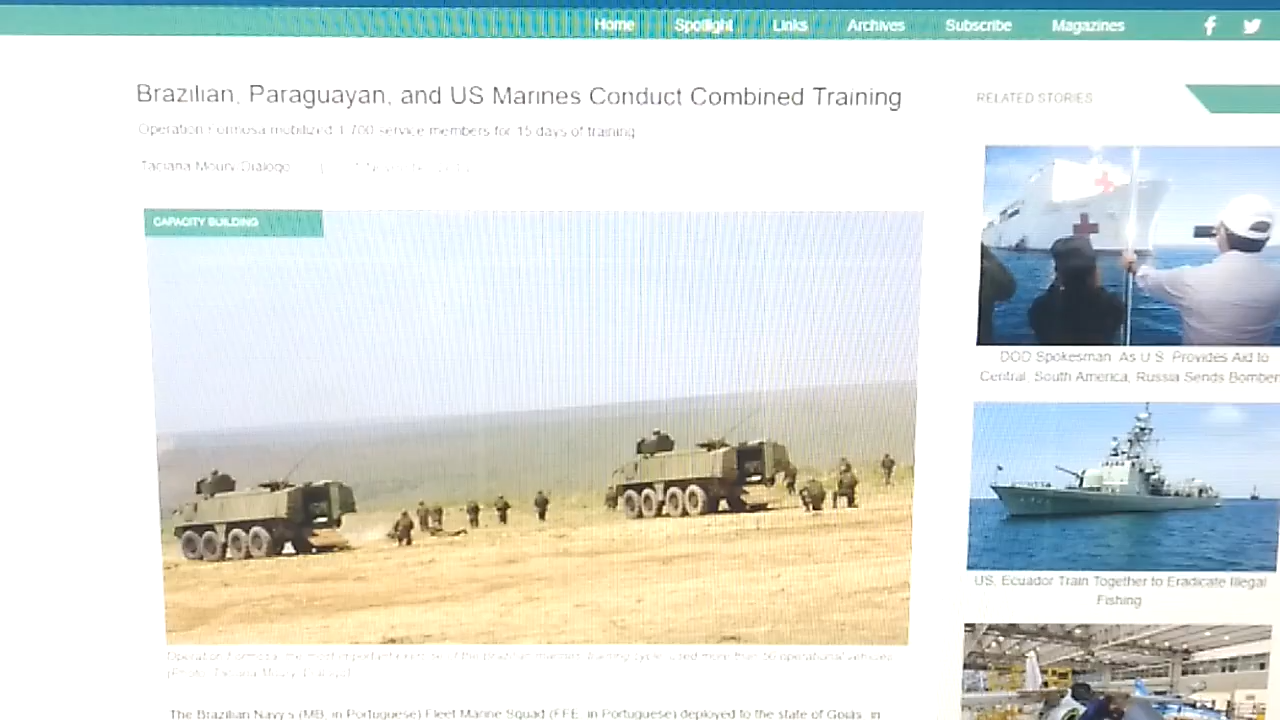 Home Spotlight Links Archives Subscribe Magazines
Brazilian, Paraguayan, and US Marines Conduct Combined Training
Operation Formosa mobilized 1,700 service members for 15 days of training.
RELATED STORIES
CAPACITY BUILDING
DOD Spokesman: As U.S. Provides Aid to
Central, South America, Russia Sends Bomber
US, Ecuador Train Together to Eradicate Illegal
Fishing
The Brazilian Navy's (MB, in Portuguese) Fleet Marine Squad (FFE, in Portuguese) deployed to the state of Goiás, in